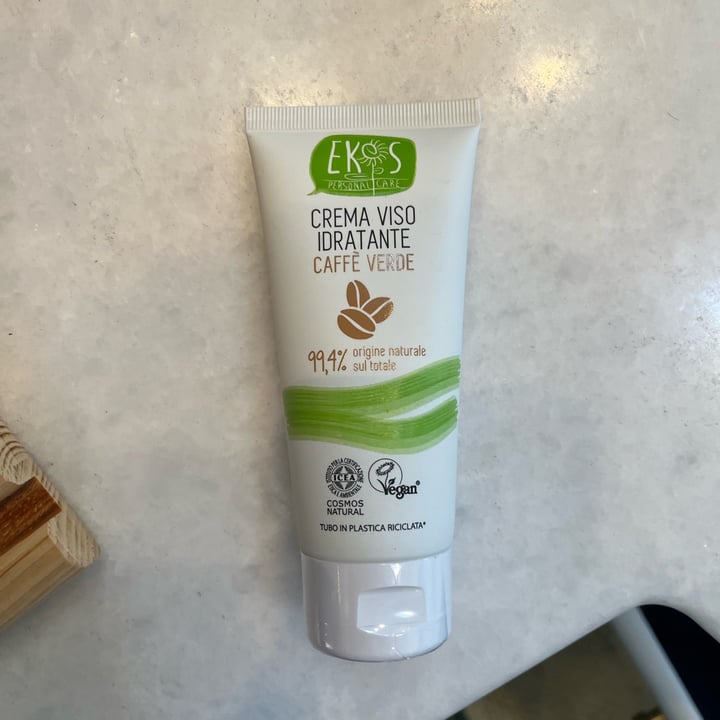 EKOS
PERSONAL CARE
CREMA VISO
IDRATANTE
CAFFÈ VERDE
99,4% origine naturale
sul totale
ICEA
Vegan
COSMOS
NATURAL
TUBO IN PLASTICA RICICLATA*